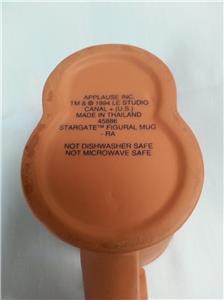 APPLAUSE INC.
TM & © 1994 LE STUDIO
CANAL + (U.S.)
MADE IN THAILAND
45886
STARGATE™ FIGURAL MUG
- RA
NOT DISHWASHER SAFE
NOT MICROWAVE SAFE